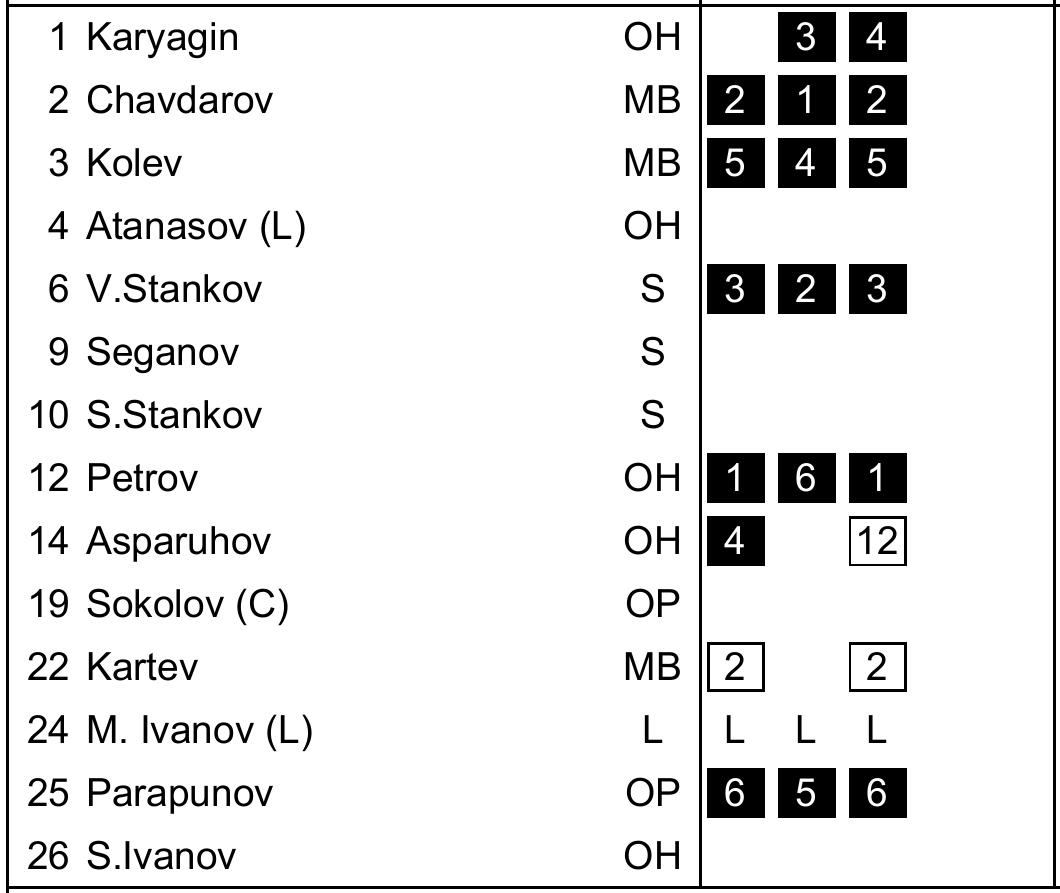 1 Karyagin OH 3 4
2 Chavdarov MB 2 1 2
3 Kolev MB 5 4 5
4 Atanasov (L) OH
6 V.Stankov S 3 2 3
9 Seganov S
10 S.Stankov S
12 Petrov OH 1 6 1
14 Asparuhov OH 4 12
19 Sokolov (C) OP
22 Kartev MB 2 2
24 M. Ivanov (L) L L L L
25 Parapunov OP 6 5 6
26 S.Ivanov OH